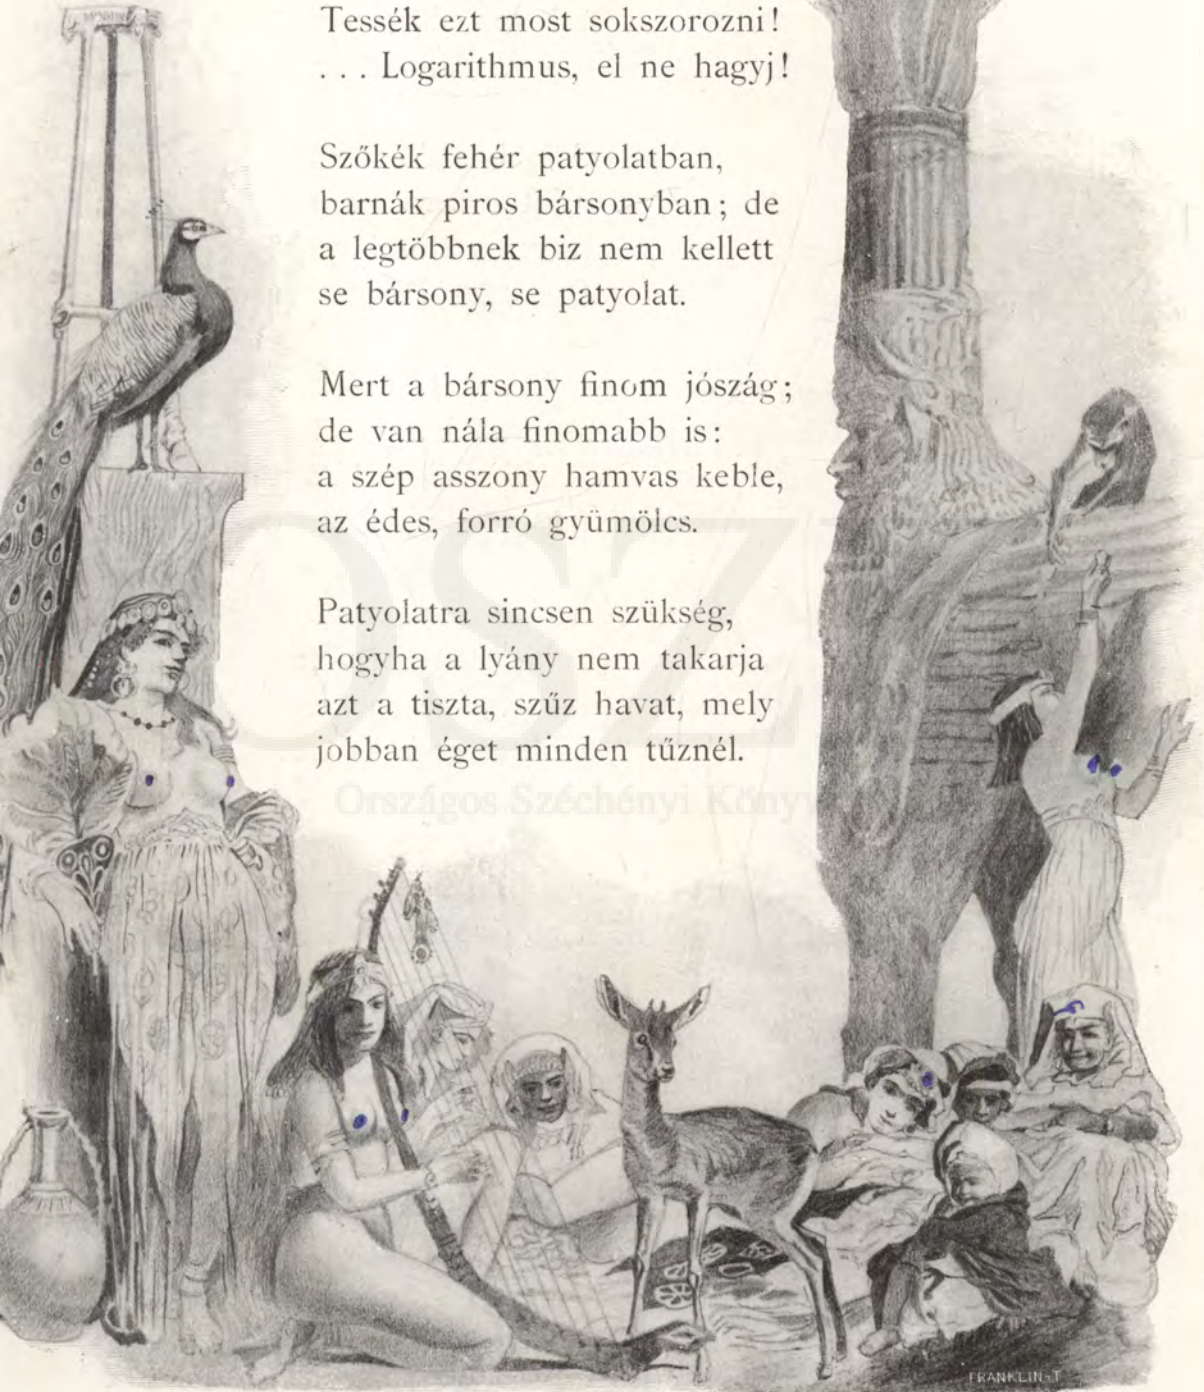 Tessék ezt most sokszorozni!
. . . Logarithmus, el ne hagyj!
Szőkék fehér patyolatban,
barnák piros bársonyban; de
a legtöbbnek biz nem kellett
se bársony, se patyolat.
Mert a bársony finom jószág;
de van nála finomabb is:
a szép asszony hamvas keble,
az édes, forró gyümölcs.
Patyolatra sincsen szükség,
hogyha a lyány nem takarja
azt a tiszta, szűz havat, mely
jobban éget minden tűznél.
OSZ
Országos Széchényi
FRANKLIN-T